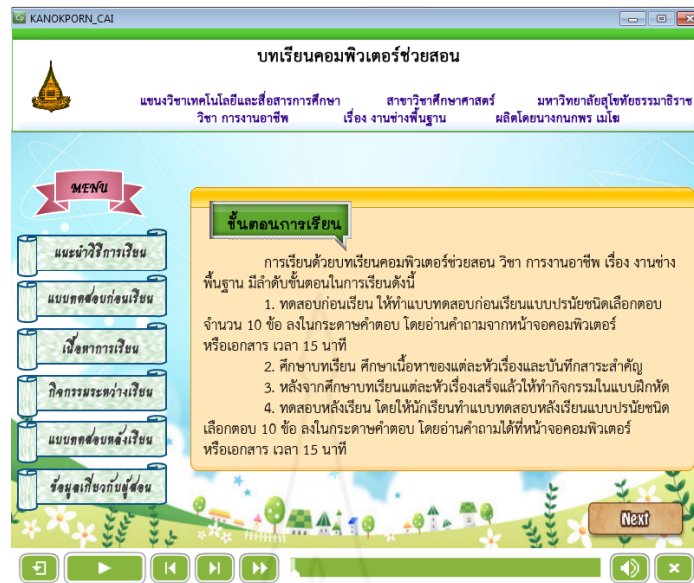 KANOKPORN_CAI
บทเรียนคอมพิวเตอร์ช่วยสอน
แขนงวิชาเทคโนโลยีและสื่อสารการศึกษา สาขาวิชาศึกษาศาสตร์ มหาวิทยาลัยสุโขทัยธรรมาธิราช
วิชา การงานอาชีพ เรื่อง งานช่างพื้นฐาน ผลิตโดยนางกนกพร เมโฆ
MENU
แนะนำวิธีการเรียน
แบบทดสอบก่อนเรียน
เนื้อหาการเรียน
กิจกรรมระหว่างเรียน
แบบทดสอบหลังเรียน
ข้อมูลเกี่ยวกับผู้สอน
ขั้นตอนการเรียน
การเรียนด้วยบทเรียนคอมพิวเตอร์ช่วยสอน วิชา การงานอาชีพ เรื่อง งานช่าง
พื้นฐาน มีลำดับขั้นตอนในการเรียนดังนี้
1. ทดสอบก่อนเรียน ให้ทำแบบทดสอบก่อนเรียนแบบปรนัยชนิดเลือกตอบ
จำนวน 10 ข้อ ลงในกระดาษคำตอบ โดยอ่านคำถามจากหน้าจอคอมพิวเตอร์
หรือเอกสาร เวลา 15 นาที
2. ศึกษาบทเรียน ศึกษาเนื้อหาของแต่ละหัวเรื่องและบันทึกสาระสำคัญ
3. หลังจากศึกษาบทเรียนแต่ละหัวเรื่องเสร็จแล้วให้ทำกิจกรรมในแบบฝึกหัด
4. ทดสอบหลังเรียน โดยให้นักเรียนทำแบบทดสอบหลังเรียนแบบปรนัยชนิด
เลือกตอบ 10 ข้อ ลงในกระดาษคำตอบ โดยอ่านคำถามได้ที่หน้าจอคอมพิวเตอร์
หรือเอกสาร เวลา 15 นาที
Next